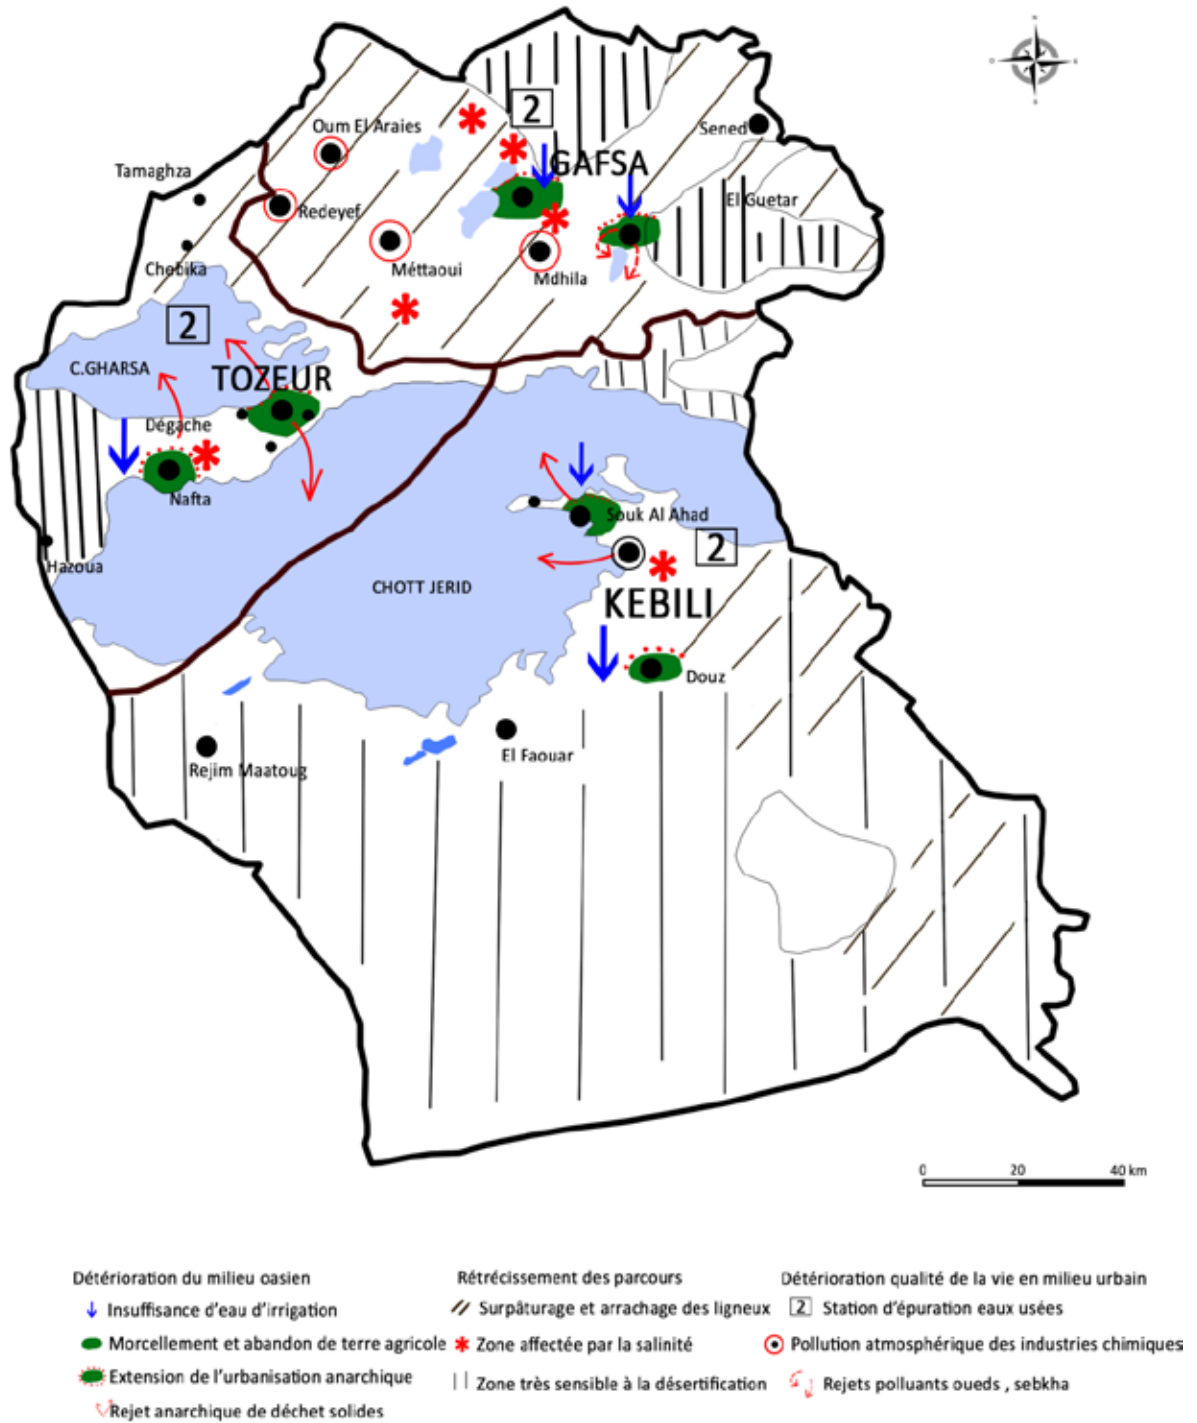 N
O
E
S
2
Oum El Araies
Sened
GAFSA
Tamaghza
El Guetar
Redeyef
Chebika
Méttaoui
Mdhila
2
C.GHARSA
TOZEUR
Dégache
Nafta
Souk Al Ahad
2
Hazoua
CHOTT JERID
KEBILI
Douz
El Faouar
Rejim Maatoug
0 20 40 km
Détérioration du milieu oasien
Insuffisance d'eau d'irrigation
Morcellement et abandon de terre agricole
Extension de l'urbanisation anarchique
Rejet anarchique de déchet solides
Rétrécissement des parcours
Surpâturage et arrachage des ligneux
Zone affectée par la salinité
Zone très sensible à la désertification
Détérioration qualité de la vie en milieu urbain
2 Station d'épuration eaux usées
Pollution atmosphérique des industries chimiques
Rejets polluants oueds , sebkha